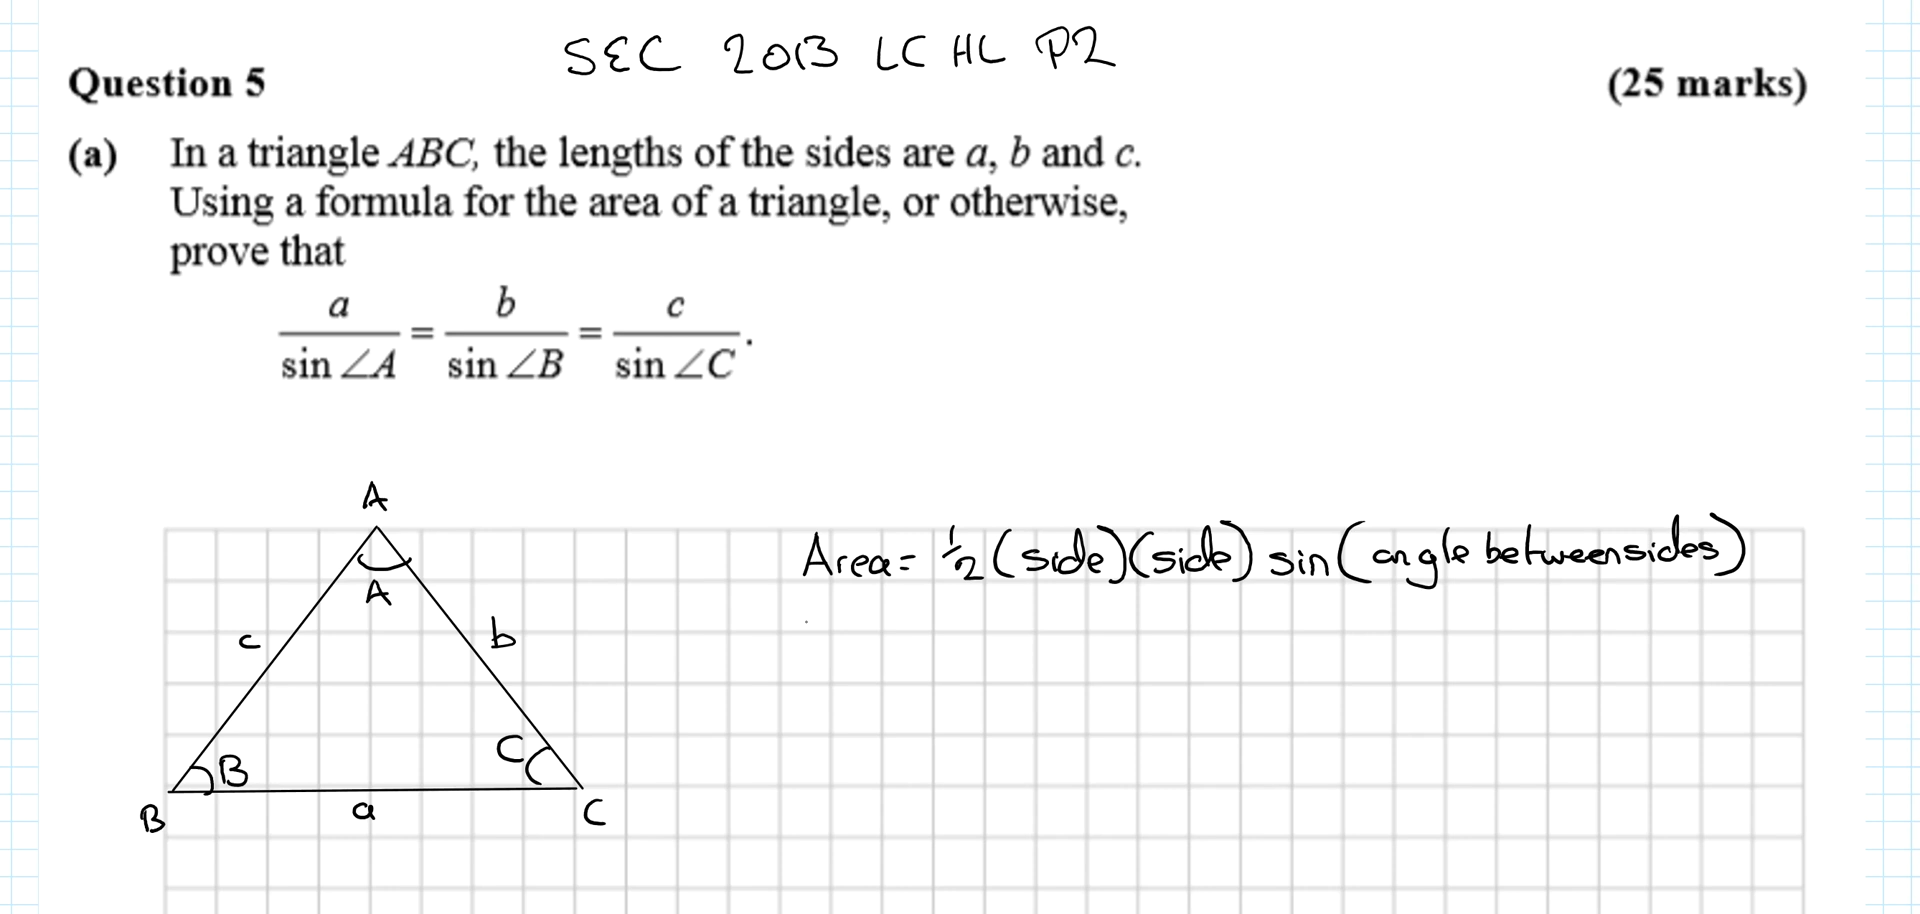 SEC 2013 LC HL P2
Question 5
(25 marks)
(a) In a triangle ABC, the lengths of the sides are a, b and c.
Using a formula for the area of a triangle, or otherwise,
prove that
a/sin ∠A = b/sin ∠B = c/sin ∠C.
A
Area = ½ (side)(side) sin (angle between sides)
A
c
b
C
B
B
a
C